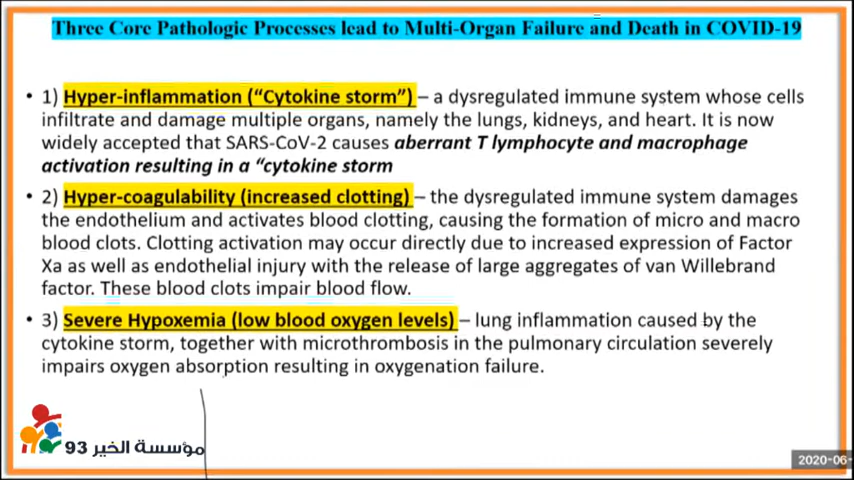 Three Core Pathologic Processes lead to Multi-Organ Failure and Death in COVID-19
• 1) Hyper-inflammation (“Cytokine storm”) – a dysregulated immune system whose cells
infiltrate and damage multiple organs, namely the lungs, kidneys, and heart. It is now
widely accepted that SARS-CoV-2 causes aberrant T lymphocyte and macrophage
activation resulting in a “cytokine storm
• 2) Hyper-coagulability (increased clotting) – the dysregulated immune system damages
the endothelium and activates blood clotting, causing the formation of micro and macro
blood clots. Clotting activation may occur directly due to increased expression of Factor
Xa as well as endothelial injury with the release of large aggregates of van Willebrand
factor. These blood clots impair blood flow.
• 3) Severe Hypoxemia (low blood oxygen levels) – lung inflammation caused by the
cytokine storm, together with microthrombosis in the pulmonary circulation severely
impairs oxygen absorption resulting in oxygenation failure.
مؤسسة الخير 93
2020-06-